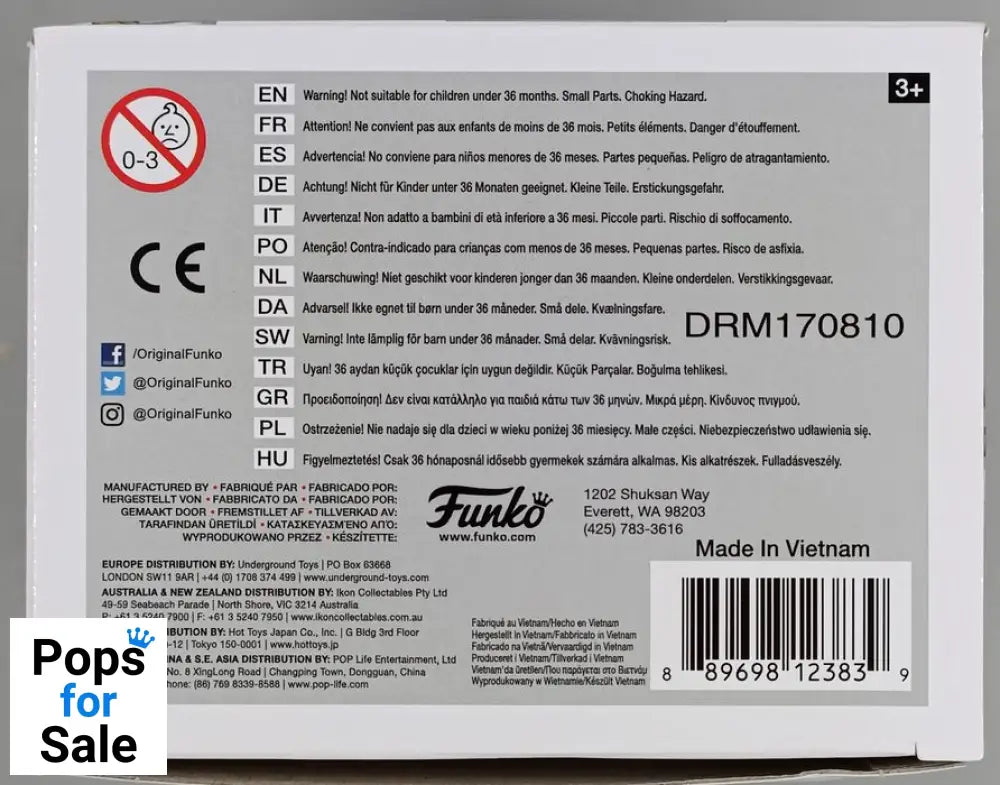 0-3
3+
EN Warning! Not suitable for children under 36 months. Small Parts. Choking Hazard.
FR Attention! Ne convient pas aux enfants de moins de 36 mois. Petits éléments. Danger d'étouffement.
ES Advertencia! No conviene para niños menores de 36 meses. Partes pequeñas. Peligro de atragantamiento.
DE Achtung! Nicht für Kinder unter 36 Monaten geeignet. Kleine Teile. Erstickungsgefahr.
IT Avvertenza! Non adatto a bambini di età inferiore a 36 mesi. Piccole parti. Rischio di soffocamento.
PO Atenção! Contra-indicado para crianças com menos de 36 meses. Pequenas partes. Risco de asfixia.
NL Waarschuwing! Niet geschikt voor kinderen jonger dan 36 maanden. Kleine onderdelen. Verstikkingsgevaar.
DA Advarsel! Ikke egnet til børn under 36 måneder. Små dele. Kvælningsfare.
SW Varning! Inte lämplig för barn under 36 månader. Små delar. Kvävningsrisk.
TR Uyarı! 36 aydan küçük çocuklar için uygun değildir. Küçük Parçalar. Boğulma tehlikesi.
GR Προειδοποίηση! Δεν είναι κατάλληλο για παιδιά κάτω των 36 μηνών. Μικρά μέρη. Κίνδυνος πνιγμού.
PL Ostrzeżenie! Nie nadaje się dla dzieci w wieku poniżej 36 miesięcy. Małe części. Niebezpieczeństwo udławienia się.
HU Figyelmeztetés! Csak 36 hónaposnál idősebb gyermekek számára alkalmas. Kis alkatrészek. Fulladásveszély.
CE
DRM170810
/OriginalFunko
@OriginalFunko
@OriginalFunko
MANUFACTURED BY • FABRIQUÉ PAR • FABRICADO POR:
HERGESTELLT VON • FABBRICATO DA • FABRICADO POR:
GEMAAKT DOOR • FREMSTILLET AF • TILLVERKAD AV:
TARAFINDAN ÜRETİLDİ • ΚΑΤΑΣΚΕΥΑΣΜΈΝΟ ΑΠΌ:
WYPRODUKOWANO PRZEZ • KÉSZÍTETTE:
Funko
www.funko.com
1202 Shuksan Way
Everett, WA 98203
(425) 783-3616
Made In Vietnam
EUROPE DISTRIBUTION BY: Underground Toys | PO Box 63668
LONDON SW11 9AR | +44 (0) 1708 374 499 | www.underground-toys.com
AUSTRALIA & NEW ZEALAND DISTRIBUTION BY: Ikon Collectables Pty Ltd
49-59 Seabeach Parade | North Shore, VIC 3214 Australia
P: +61 3 5240 7900 | F: +61 3 5240 7950 | www.ikoncollectables.com.au
IBUTION BY: Hot Toys Japan Co., Inc. | G Bldg 3rd Floor
-12 | Tokyo 150-0001 | www.hottoys.jp
NA & S.E. ASIA DISTRIBUTION BY: POP Life Entertainment, Ltd
No. 8 XingLong Road | Changping Town, Dongguan, China
hone: (86) 769 8339-8588 | www.pop-life.com
Fabriqué au Vietnam/Hecho en Vietnam
Hergestellt in Vietnam/Fabbricato in Vietnam
Fabricado na Vietnã/Vervaardigd in Vietnam
Produceret i Vietnam/Tillverkad i Vietnam
Vietnam'da üretilen/Που παράγεται στο Βιετνάμ
Wyprodukowany w Wietnamie/Készült Vietnam
8 89698 12383 9
Pops
for
Sale